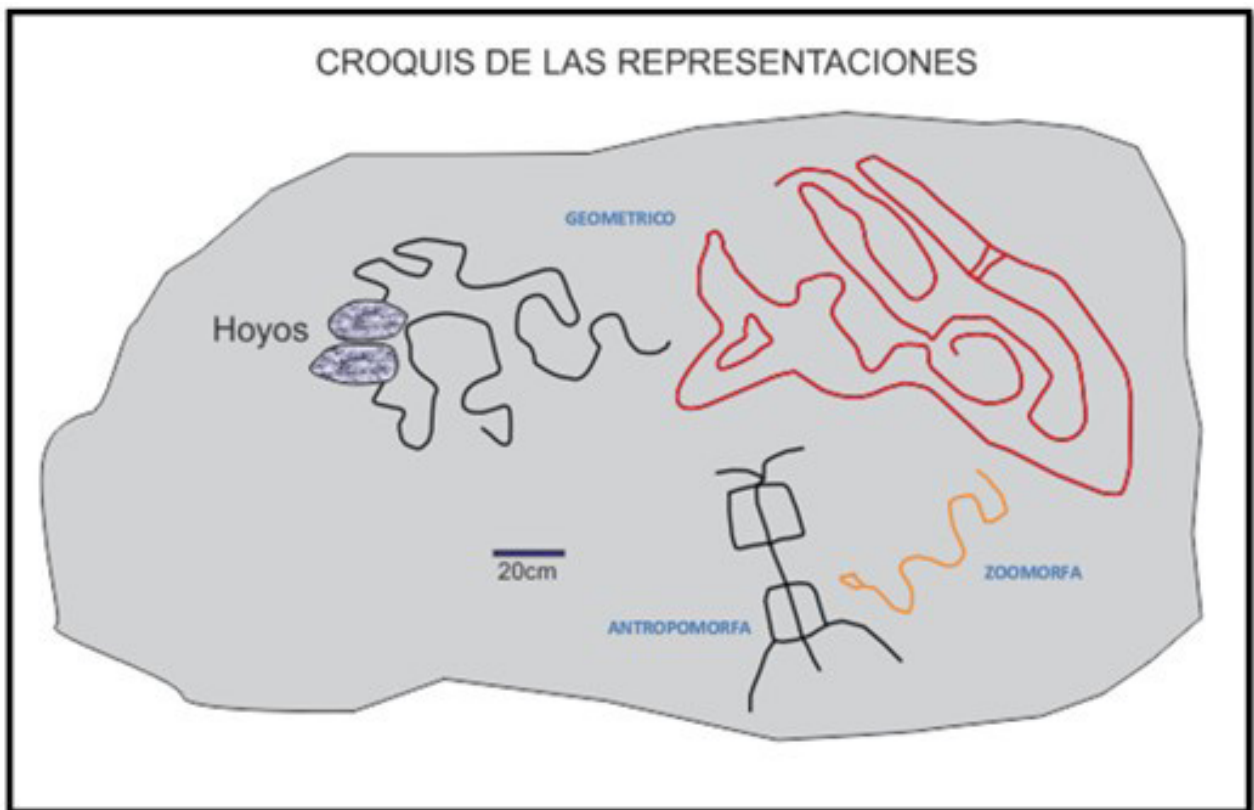 CROQUIS DE LAS REPRESENTACIONES
GEOMETRICO
Hoyos
20cm
ZOOMORFA
ANTROPOMORFA